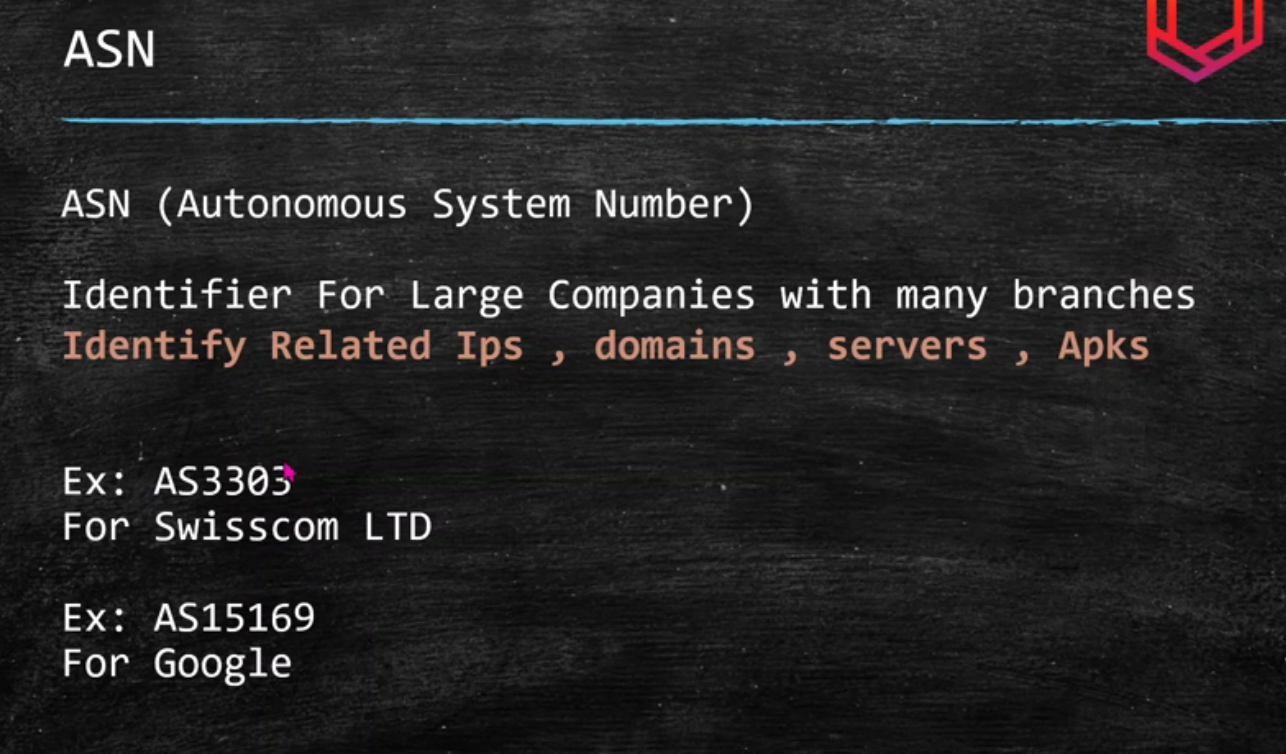 ASN
ASN (Autonomous System Number)
Identifier For Large Companies with many branches
Identify Related Ips , domains , servers , Apks
Ex: AS3303
For Swisscom LTD
Ex: AS15169
For Google